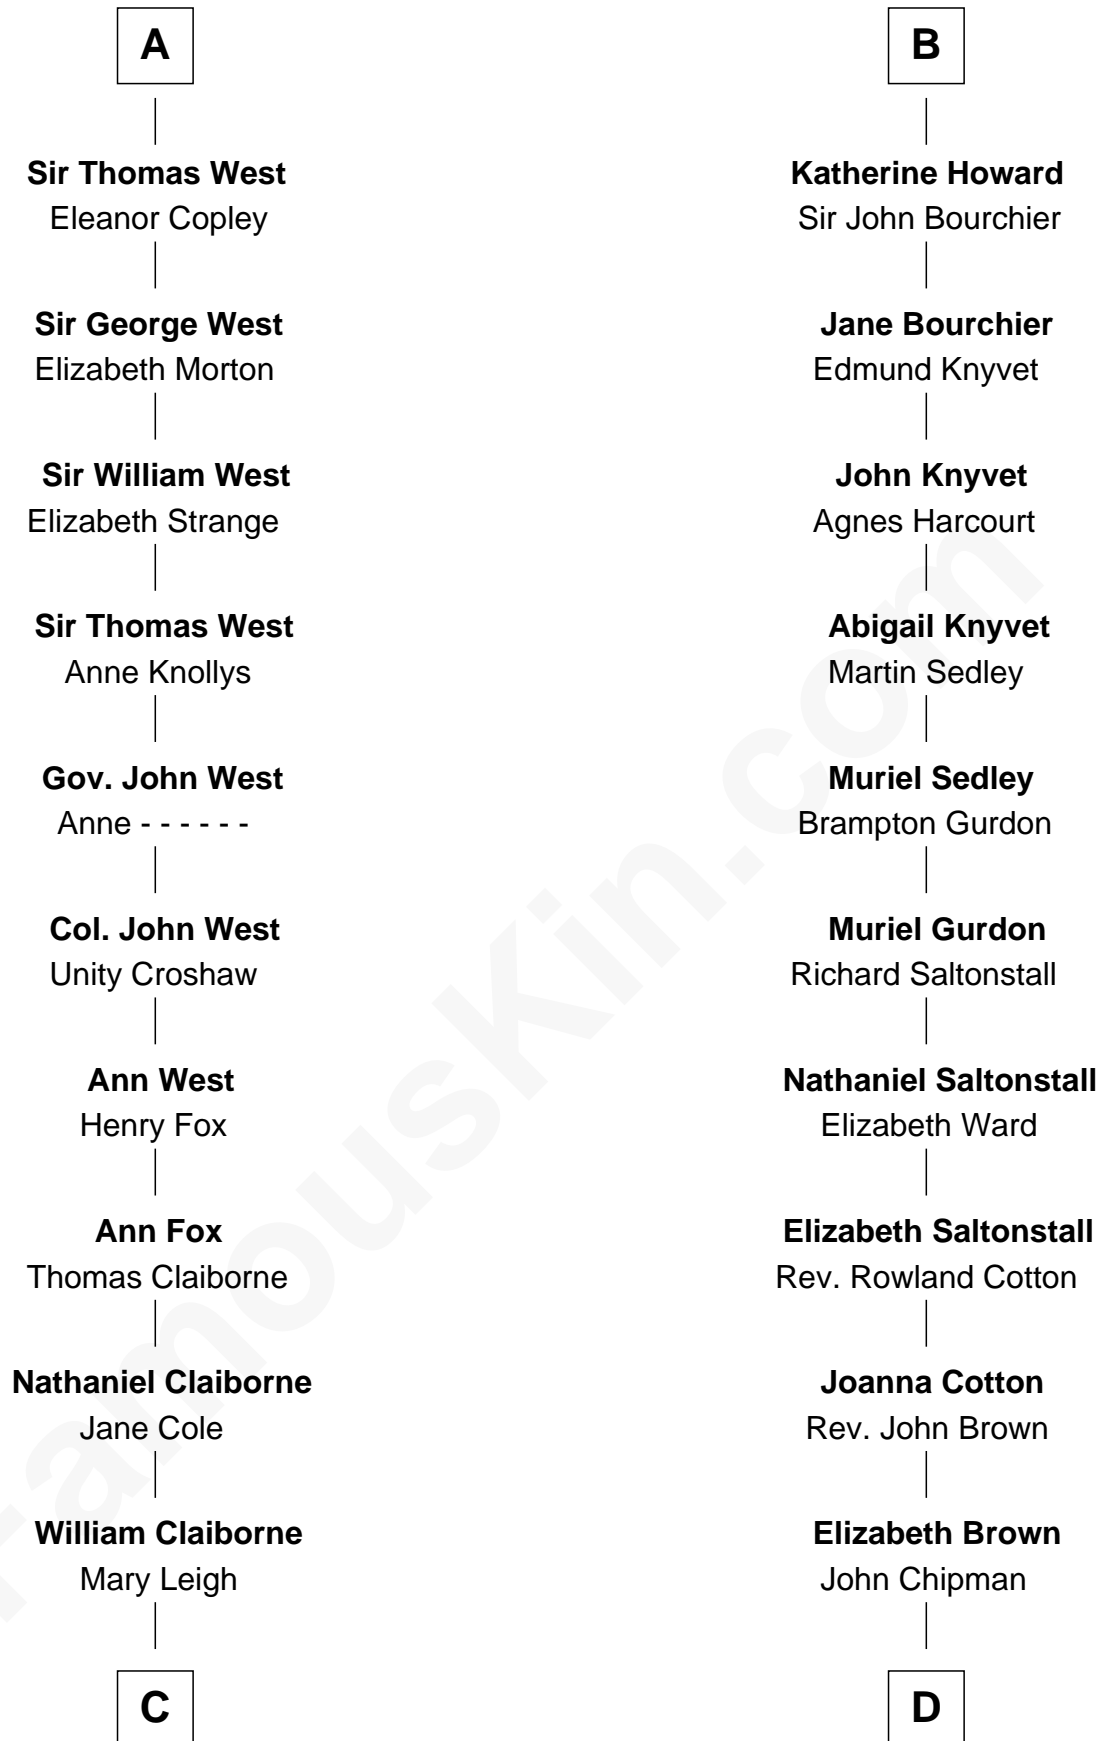 A
Sir Thomas West
Eleanor Copley
Sir George West
Elizabeth Morton
Sir William West
Elizabeth Strange
Sir Thomas West
Anne Knollys
Gov. John West
Anne - - - - - -
Col. John West
Unity Croshaw
Ann West
Henry Fox
Ann Fox
Thomas Claiborne
Nathaniel Claiborne
Jane Cole
William Claiborne
Mary Leigh
C
B
Katherine Howard
Sir John Bourchier
Jane Bourchier
Edmund Knyvet
John Knyvet
Agnes Harcourt
Abigail Knyvet
Martin Sedley
Muriel Sedley
Brampton Gurdon
Muriel Gurdon
Richard Saltonstall
Nathaniel Saltonstall
Elizabeth Ward
Elizabeth Saltonstall
Rev. Rowland Cotton
Joanna Cotton
Rev. John Brown
Elizabeth Brown
John Chipman
D
FamousKin.com